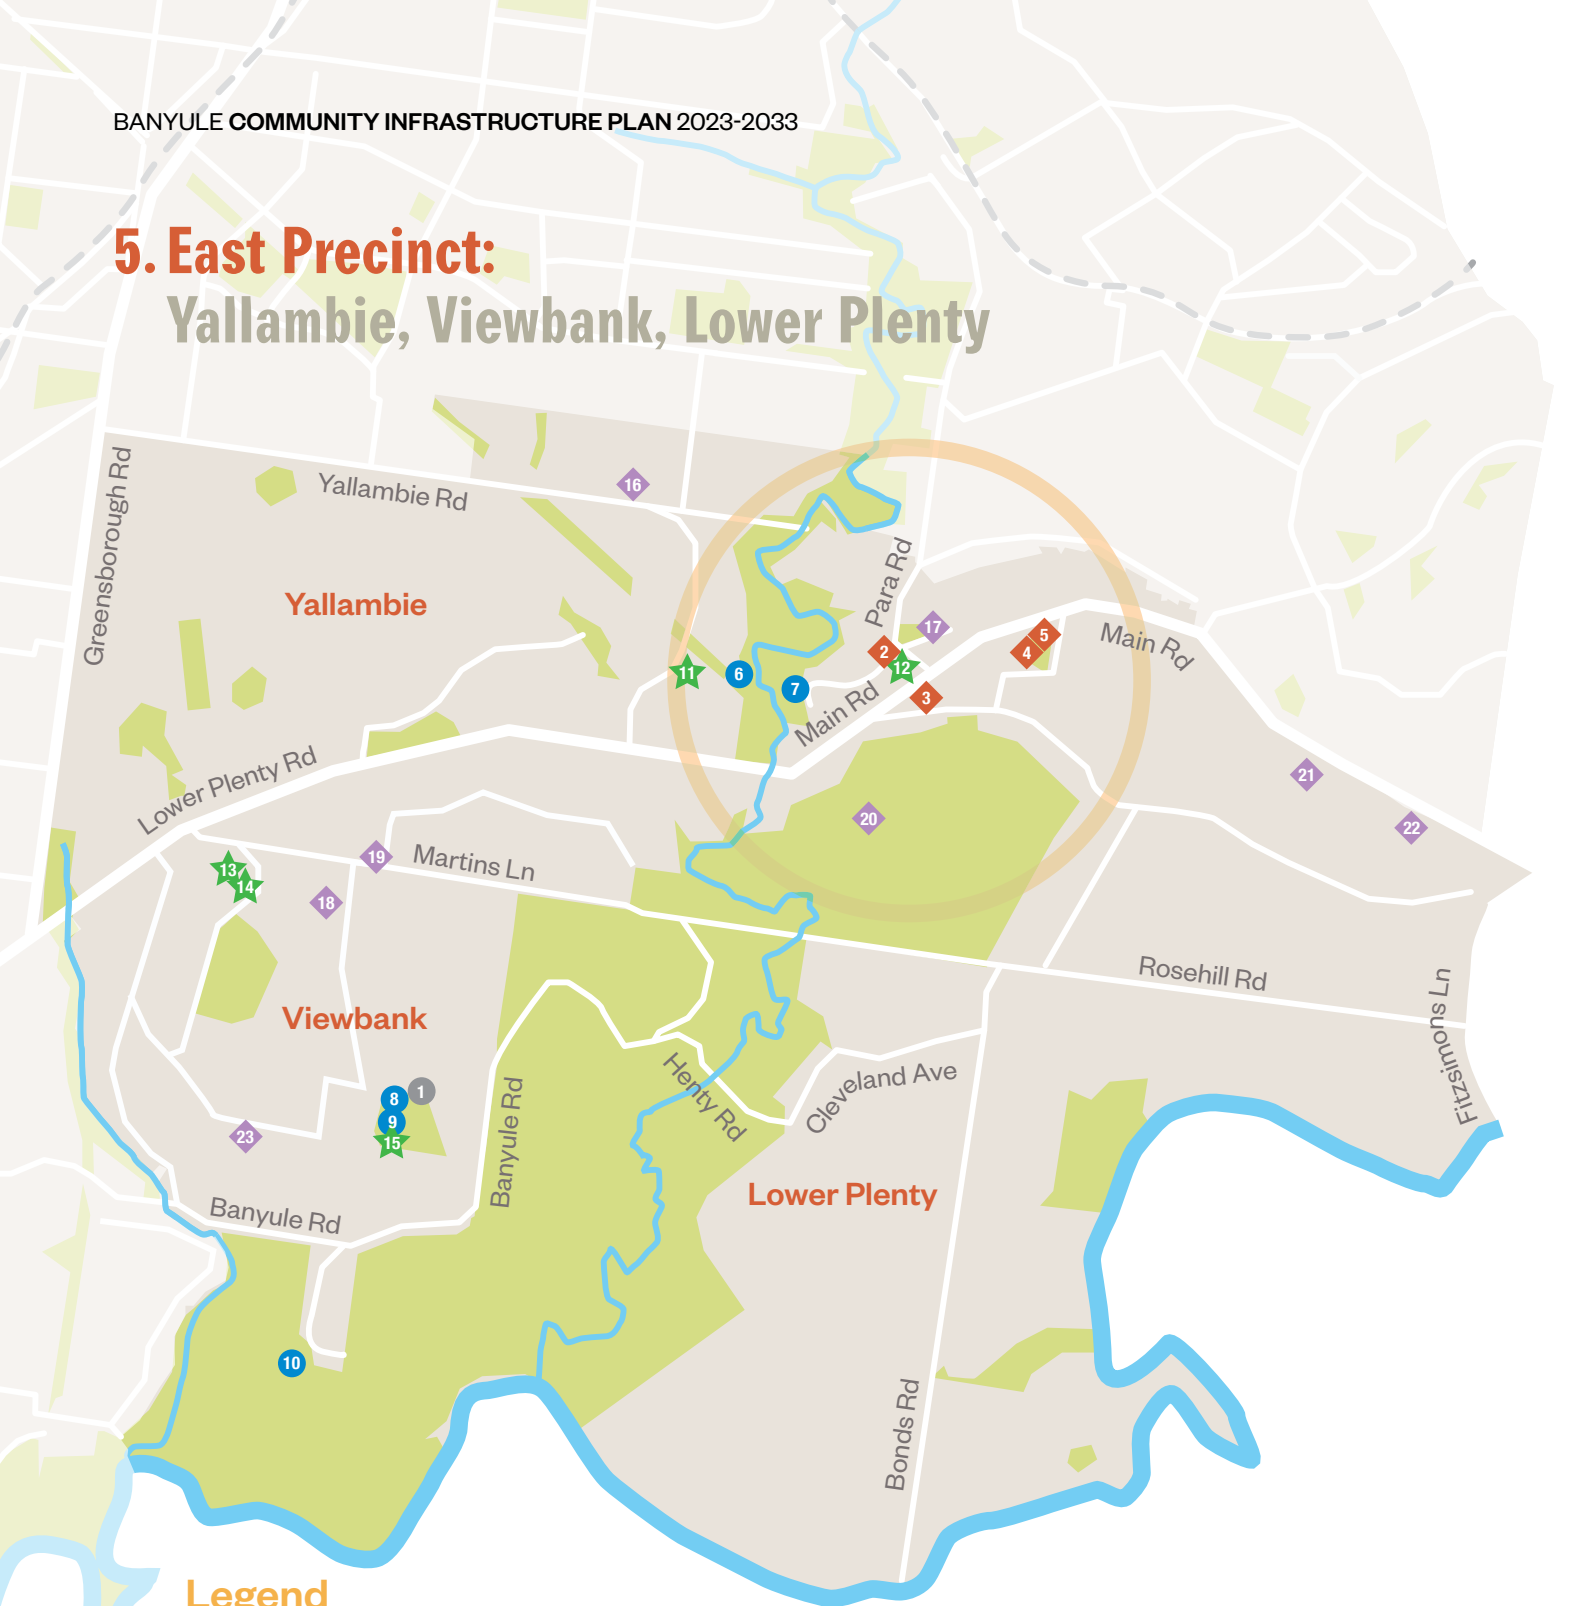 BANYULE COMMUNITY INFRASTRUCTURE PLAN 2023-2033
5. East Precinct:
Yallambie, Viewbank, Lower Plenty
Greensborough Rd
Yallambie Rd
16
Yallambie
Para Rd
17
2
12
5
4
Main Rd
11
6
7
3
Main Rd
Lower Plenty Rd
21
20
22
19
Martins Ln
13
14
18
Rosehill Rd
Fitzsimons Ln
Viewbank
1
8
9
15
23
Banyule Rd
Henty Rd
Cleveland Ave
Banyule Rd
Lower Plenty
10
Bonds Rd
Legend